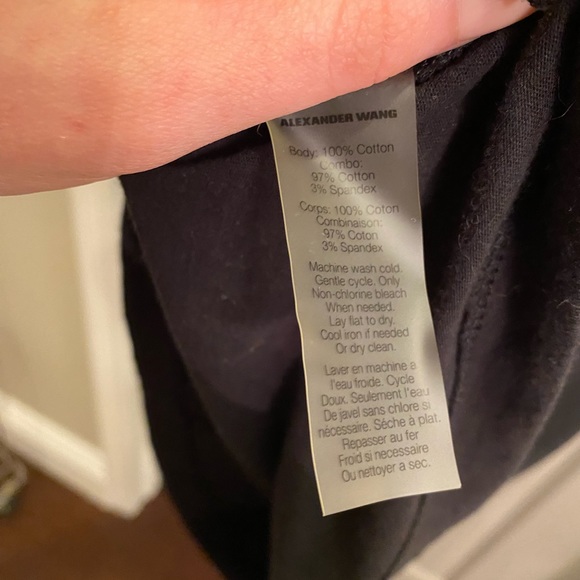 ALEXANDER WANG
Body: 100% Cotton
Combo:
97% Cotton
3% Spandex
Corps: 100% Coton
Combinaison:
97% Coton
3% Spandex
Machine wash cold.
Gentle cycle. Only
Non-chlorine bleach
When needed.
Lay flat to dry.
Cool iron if needed
Or dry clean.
Laver en machine a
l'eau froide. Cycle
Doux. Seulement l'eau
De javel sans chlore si
nécessaire. Séche à plat.
Repasser au fer
Froid si necessaire
Ou nettoyer a sec.